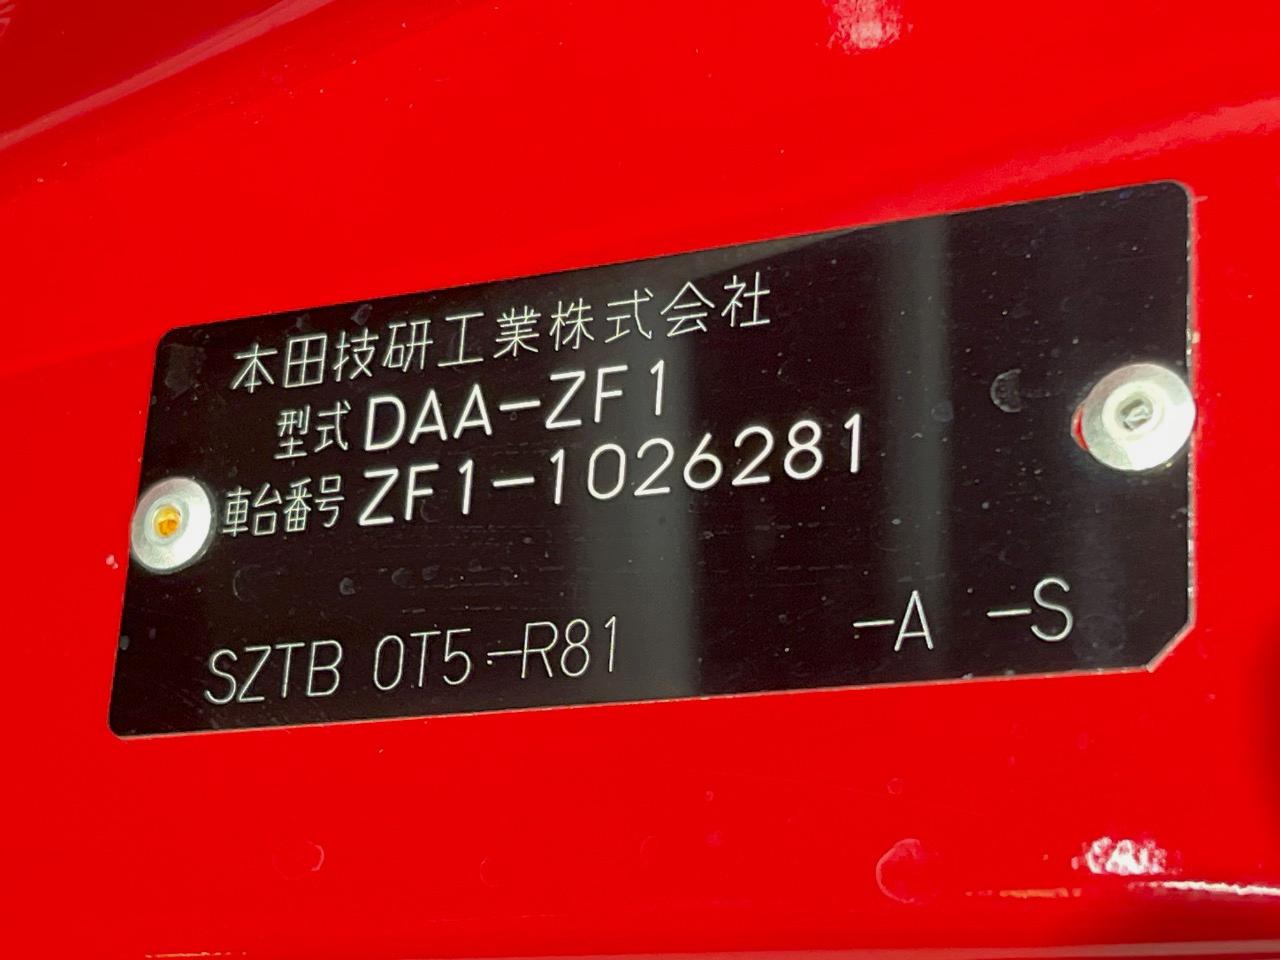 本田技研工業株式会社
型式 DAA-ZF1
車台番号 ZF1-1026281
SZTB 0T5-R81 -A -S